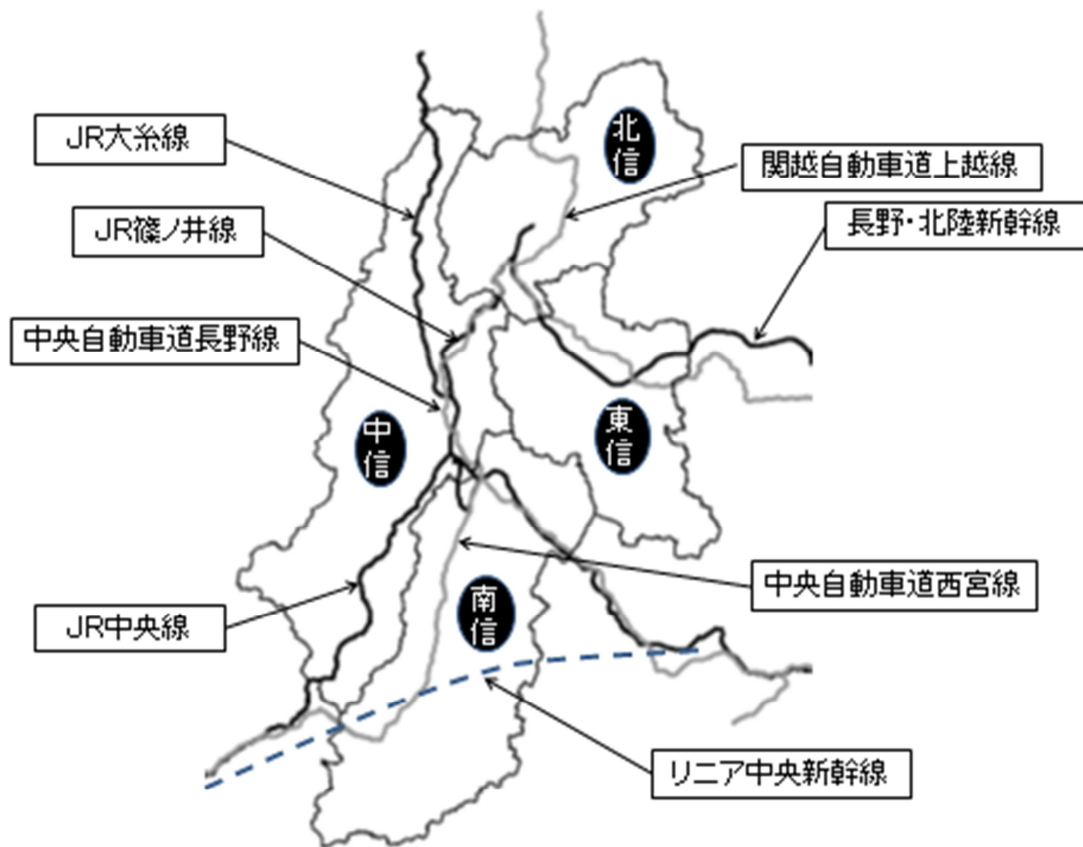 北信
JR大糸線
関越自動車道上越線
長野・北陸新幹線
JR篠ノ井線
中央自動車道長野線
中信
東信
中央自動車道西宮線
南信
JR中央線
リニア中央新幹線